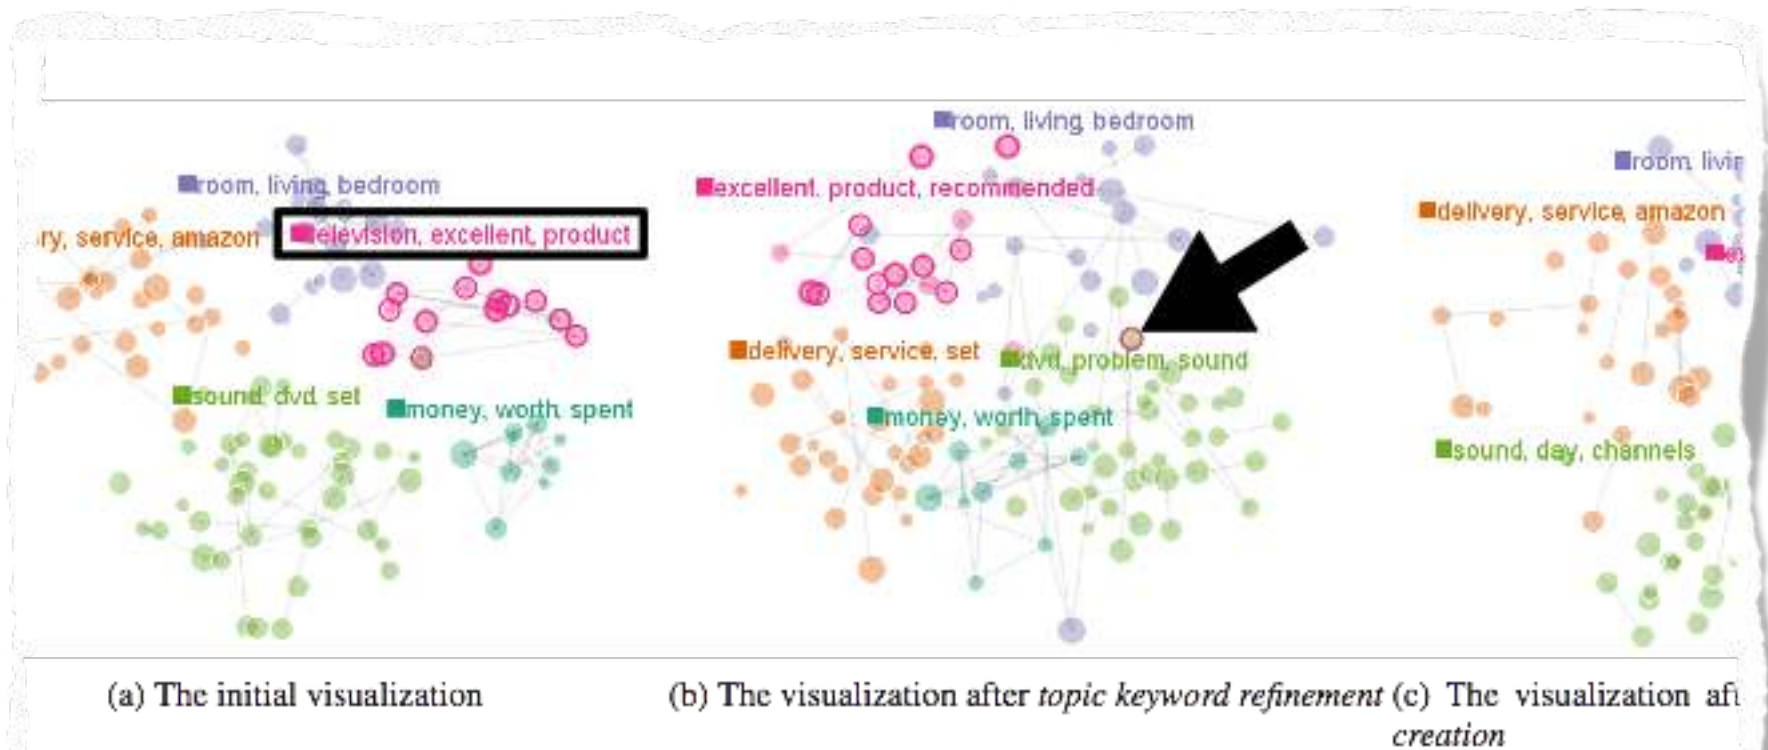 room, living, bedroom
ry, service, amazon
television, excellent, product
sound, dvd, set
money, worth, spent
(a) The initial visualization
room, living, bedroom
excellent, product, recommended
delivery, service, set
dvd, problem, sound
money, worth, spent
(b) The visualization after topic keyword refinement
room, livin
delivery, service, amazon
sound, day, channels
(c) The visualization aft
creation